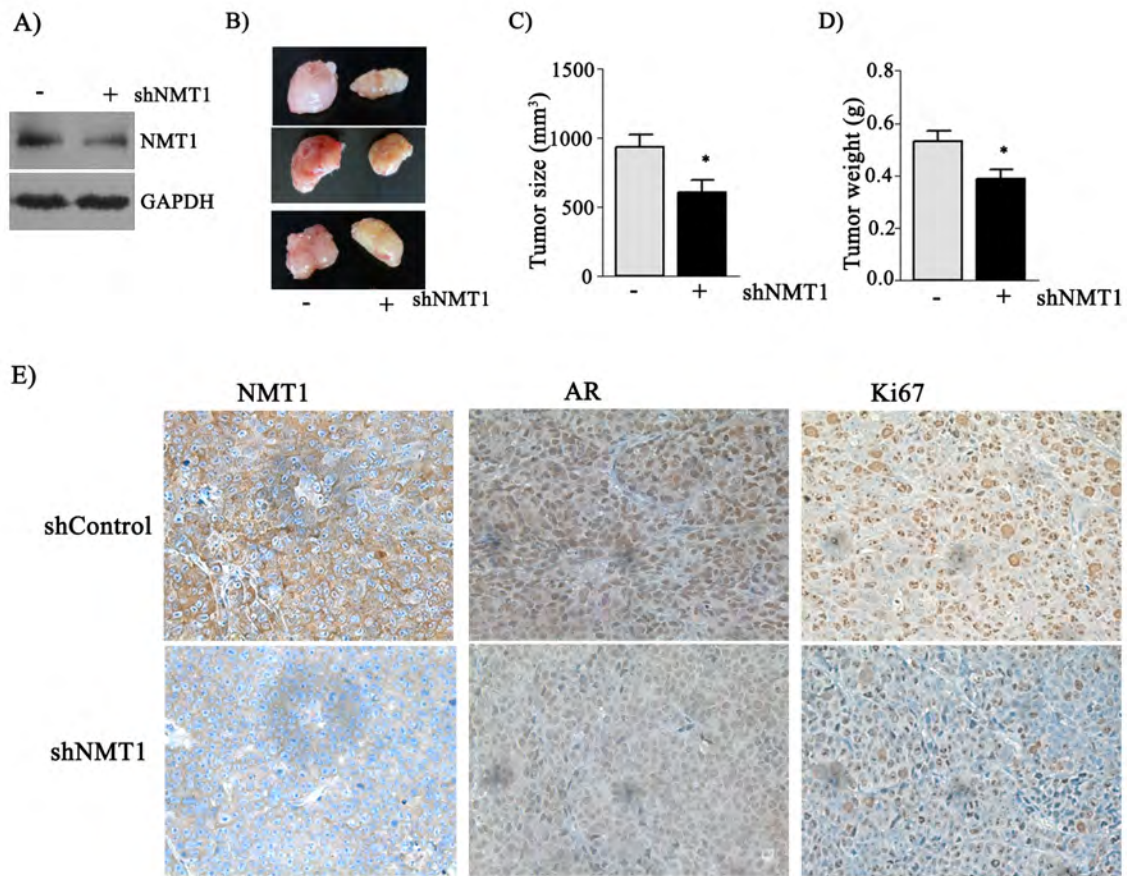 A)
- + shNMT1
NMT1
GAPDH
B)
- + shNMT1
C)
Tumor size (mm³)
1500
1000
500
0
*
- + shNMT1
D)
Tumor weight (g)
0.8
0.6
0.4
0.2
0.0
*
- + shNMT1
E)
NMT1 AR Ki67
shControl
shNMT1